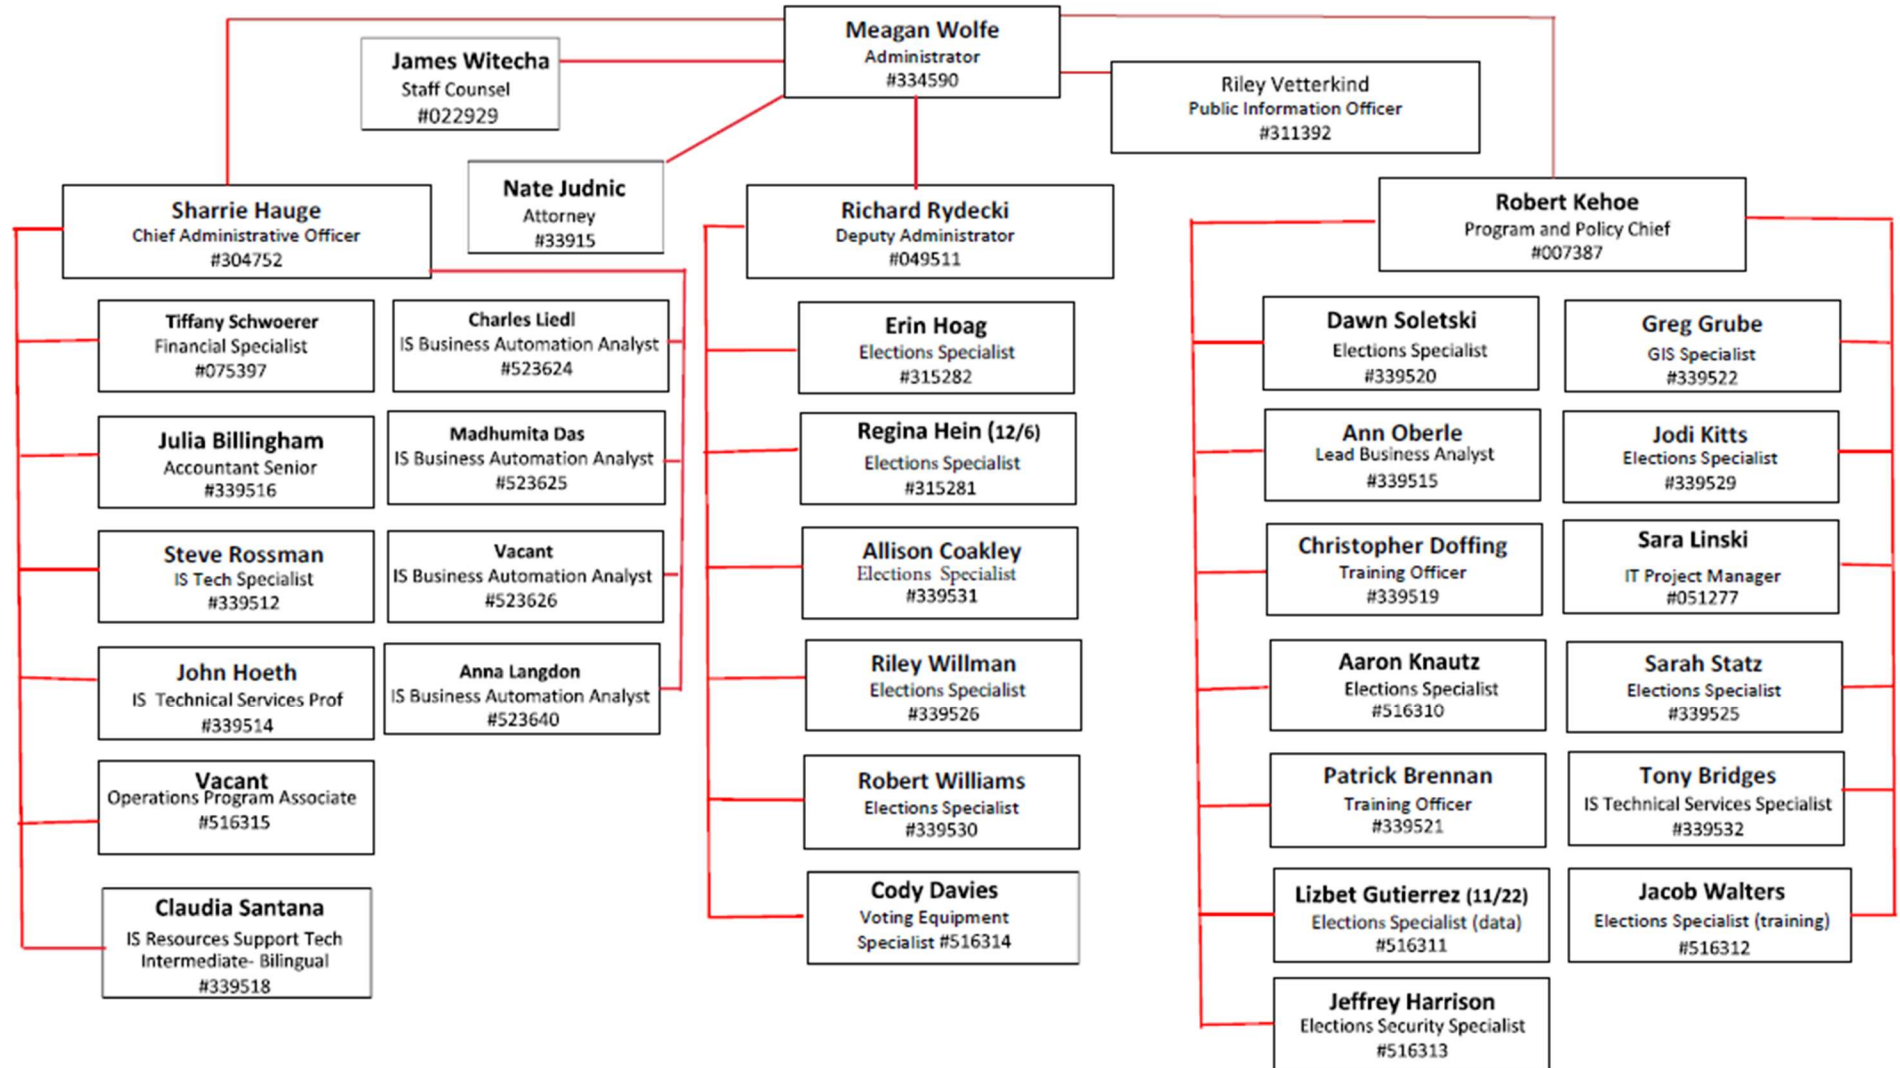 Meagan Wolfe
Administrator
#334590
James Witecha
Staff Counsel
#022929
Riley Vetterkind
Public Information Officer
#311392
Nate Judnic
Attorney
#33915
Sharrie Hauge
Chief Administrative Officer
#304752
Richard Rydecki
Deputy Administrator
#049511
Robert Kehoe
Program and Policy Chief
#007387
Tiffany Schwoerer
Financial Specialist
#075397
Julia Billingham
Accountant Senior
#339516
Steve Rossman
IS Tech Specialist
#339512
John Hoeth
IS Technical Services Prof
#339514
Vacant
Operations Program Associate
#516315
Claudia Santana
IS Resources Support Tech
Intermediate- Bilingual
#339518
Charles Liedl
IS Business Automation Analyst
#523624
Madhumita Das
IS Business Automation Analyst
#523625
Vacant
IS Business Automation Analyst
#523626
Anna Langdon
IS Business Automation Analyst
#523640
Erin Hoag
Elections Specialist
#315282
Regina Hein (12/6)
Elections Specialist
#315281
Allison Coakley
Elections Specialist
#339531
Riley Willman
Elections Specialist
#339526
Robert Williams
Elections Specialist
#339530
Cody Davies
Voting Equipment
Specialist #516314
Dawn Soletski
Elections Specialist
#339520
Ann Oberle
Lead Business Analyst
#339515
Christopher Doffing
Training Officer
#339519
Aaron Knautz
Elections Specialist
#516310
Patrick Brennan
Training Officer
#339521
Lizbet Gutierrez (11/22)
Elections Specialist (data)
#516311
Jeffrey Harrison
Elections Security Specialist
#516313
Greg Grube
GIS Specialist
#339522
Jodi Kitts
Elections Specialist
#339529
Sara Linski
IT Project Manager
#051277
Sarah Statz
Elections Specialist
#339525
Tony Bridges
IS Technical Services Specialist
#339532
Jacob Walters
Elections Specialist (training)
#516312